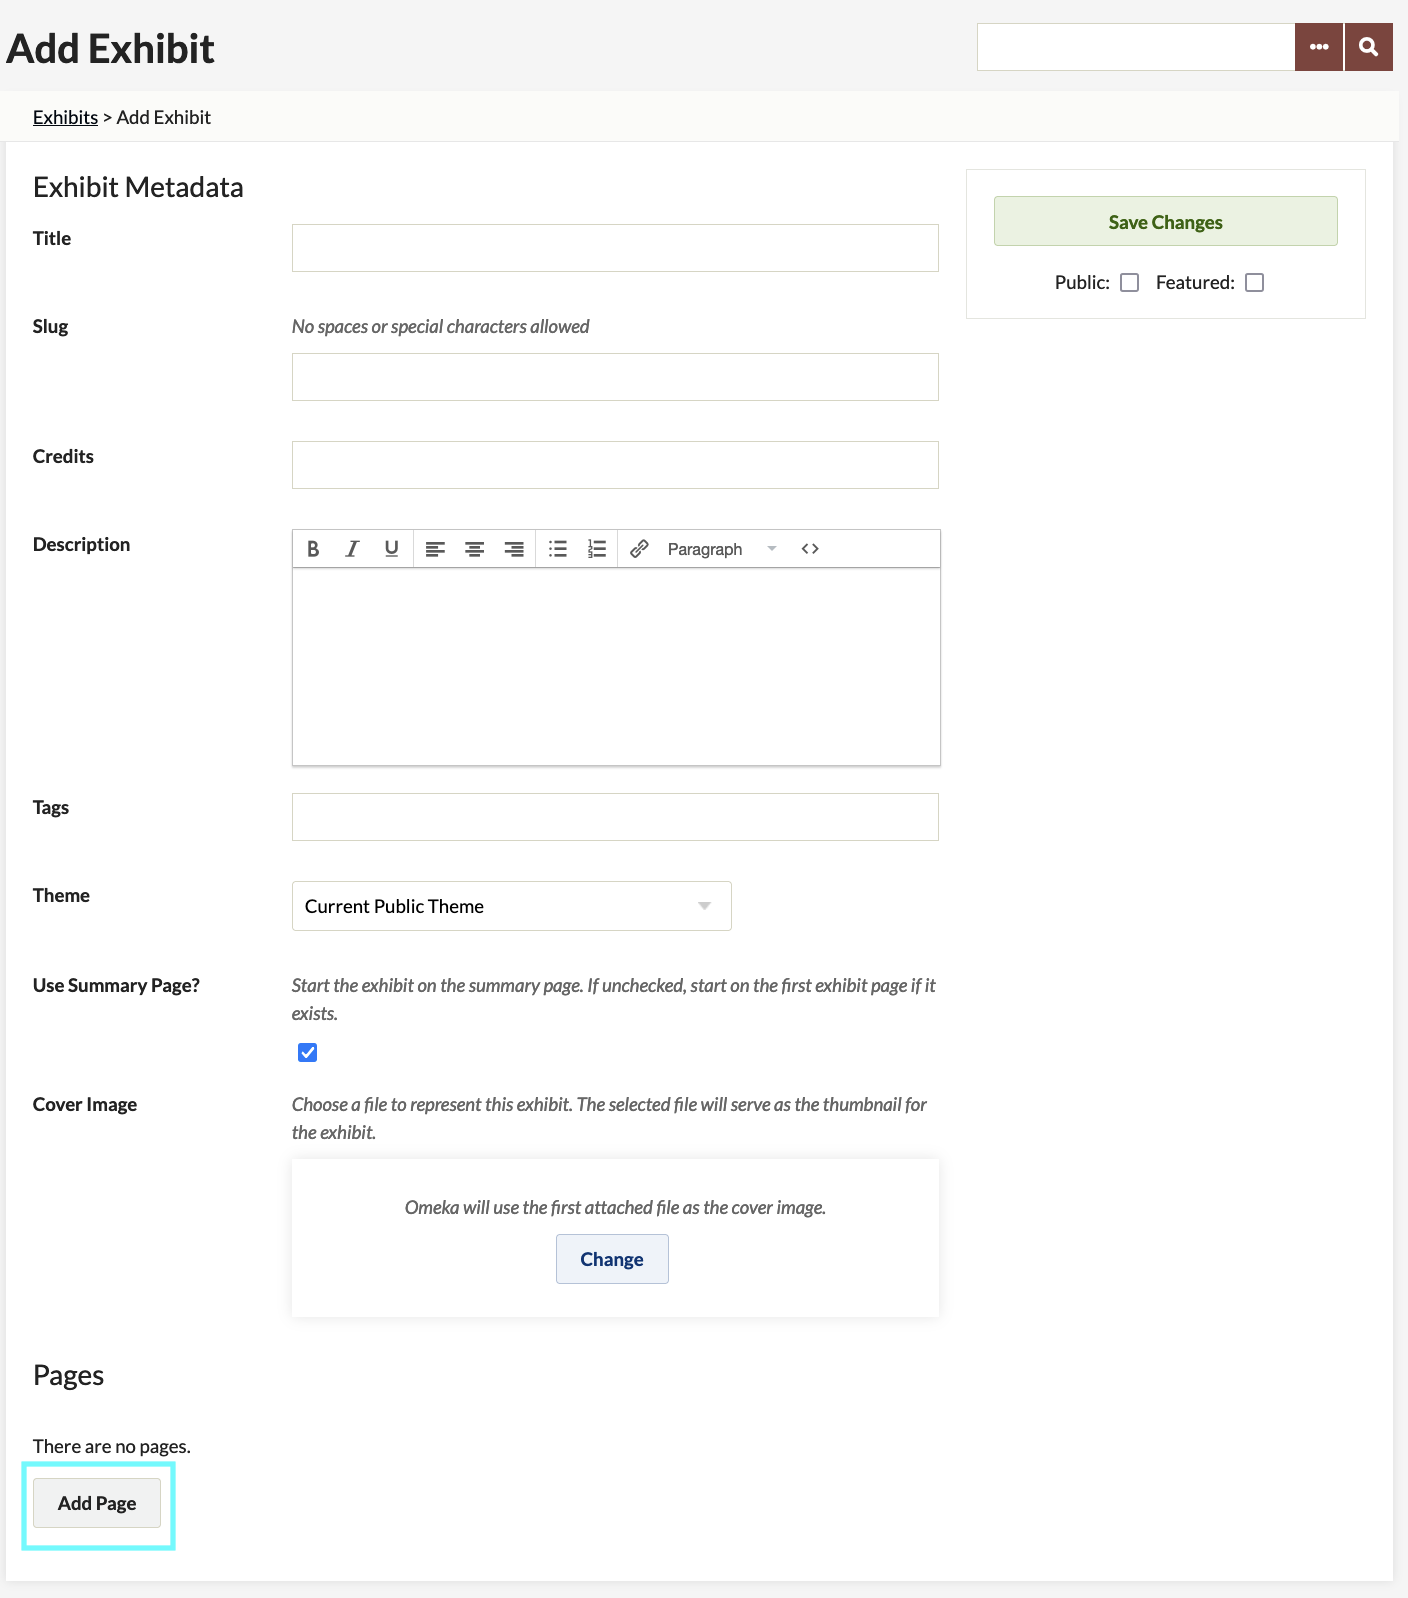 Add Exhibit
Exhibits > Add Exhibit
Exhibit Metadata
Save Changes
Public: Featured:
Title
Slug
No spaces or special characters allowed
Credits
Description
B I U Paragraph <>
Tags
Theme
Current Public Theme
Use Summary Page?
Start the exhibit on the summary page. If unchecked, start on the first exhibit page if it
exists.
Cover Image
Choose a file to represent this exhibit. The selected file will serve as the thumbnail for
the exhibit.
Omeka will use the first attached file as the cover image.
Change
Pages
There are no pages.
Add Page